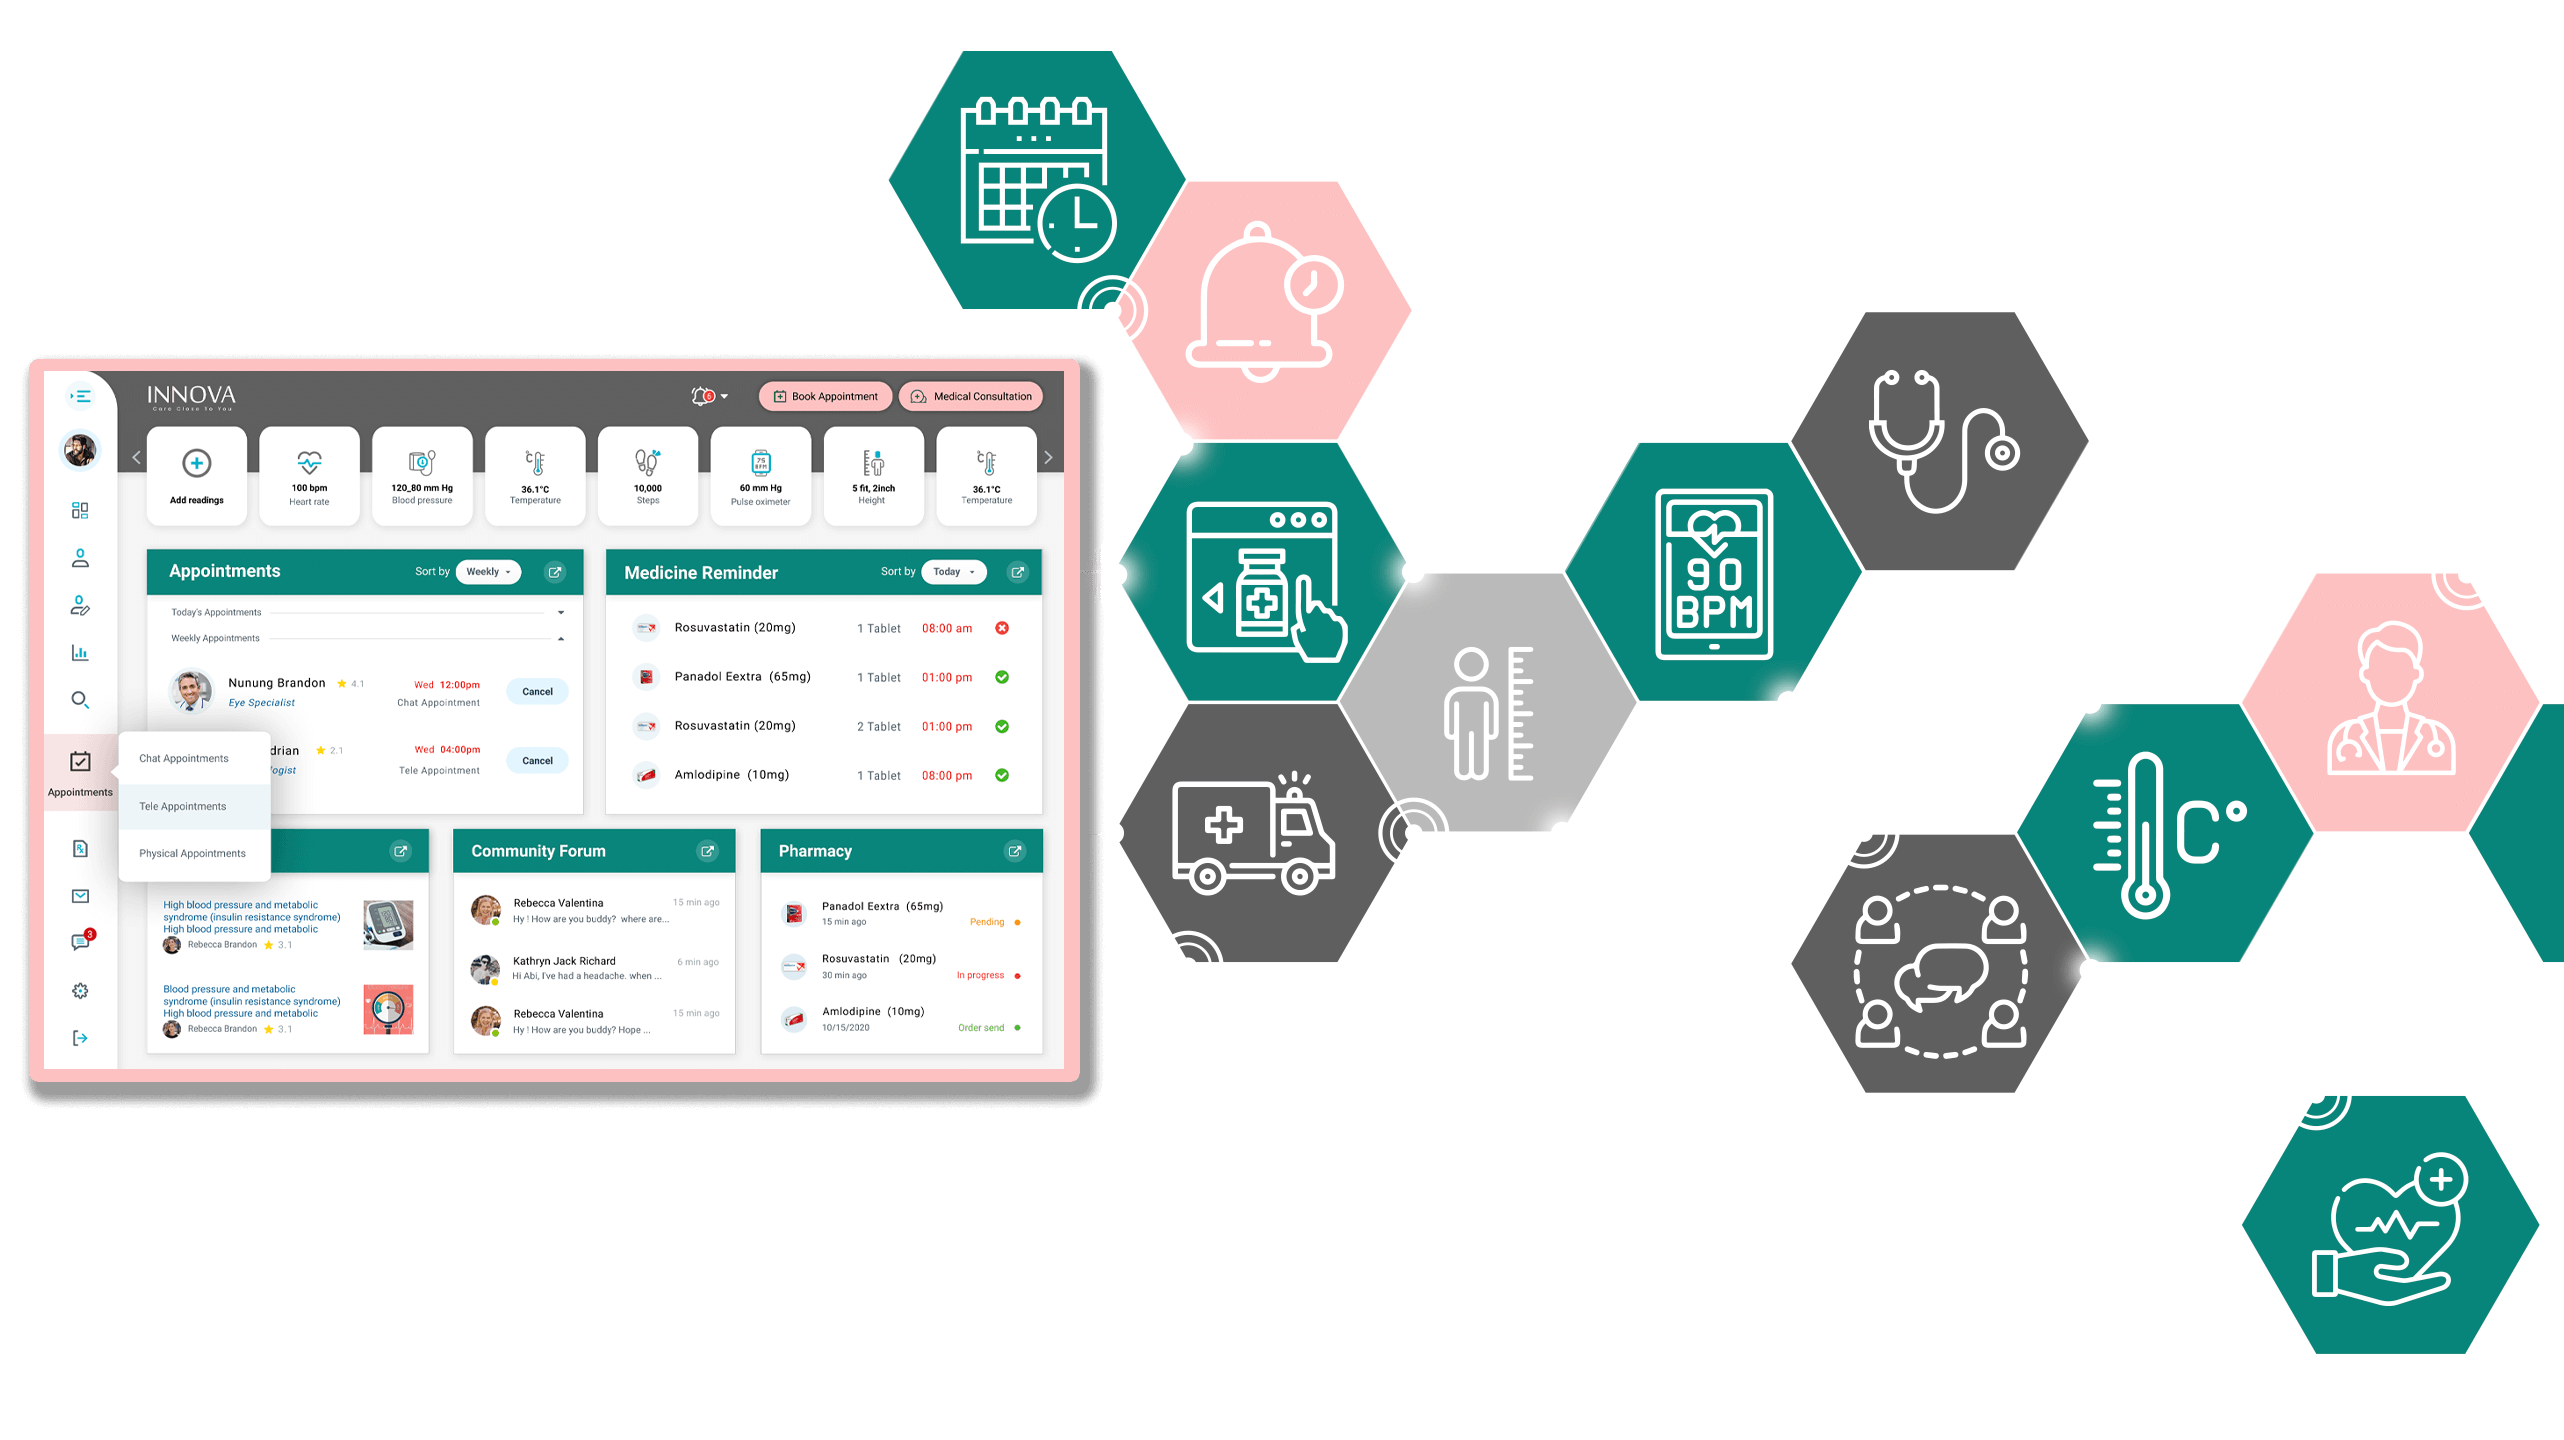 INNOVA
Care Close To You
6
Book Appointment
Medical Consultation
Add readings
100 bpm
Heart rate
120_80 mm Hg
Blood pressure
36.1°C
Temperature
10,000
Steps
75
BPM
60 mm Hg
Pulse oximeter
5 fit, 2inch
Height
36.1°C
Temperature
Appointments
Sort by
Weekly
Today's Appointments
Weekly Appointments
Nunung Brandon
4.1
Eye Specialist
Wed 12:00pm
Chat Appointment
Cancel
drian
2.1
ogist
Wed 04:00pm
Tele Appointment
Cancel
Medicine Reminder
Sort by
Today
Rosuvastatin (20mg)
1 Tablet
08:00 am
Panadol Eextra (65mg)
1 Tablet
01:00 pm
Rosuvastatin (20mg)
2 Tablet
01:00 pm
Amlodipine (10mg)
1 Tablet
08:00 pm
Appointments
Chat Appointments
Tele Appointments
Physical Appointments
3
High blood pressure and metabolic
syndrome (insulin resistance syndrome)
High blood pressure and metabolic
Rebecca Brandon
3.1
Blood pressure and metabolic
syndrome (insulin resistance syndrome)
High blood pressure and metabolic
Rebecca Brandon
3.1
Community Forum
Rebecca Valentina
15 min ago
Hy ! How are you buddy? where are...
Kathryn Jack Richard
6 min ago
Hi Abi, I've had a headache. when ...
Rebecca Valentina
15 min ago
Hy ! How are you buddy? Hope ...
Pharmacy
Panadol Eextra (65mg)
15 min ago
Pending
Rosuvastatin (20mg)
30 min ago
In progress
Amlodipine (10mg)
10/15/2020
Order send
90
BPM
C°